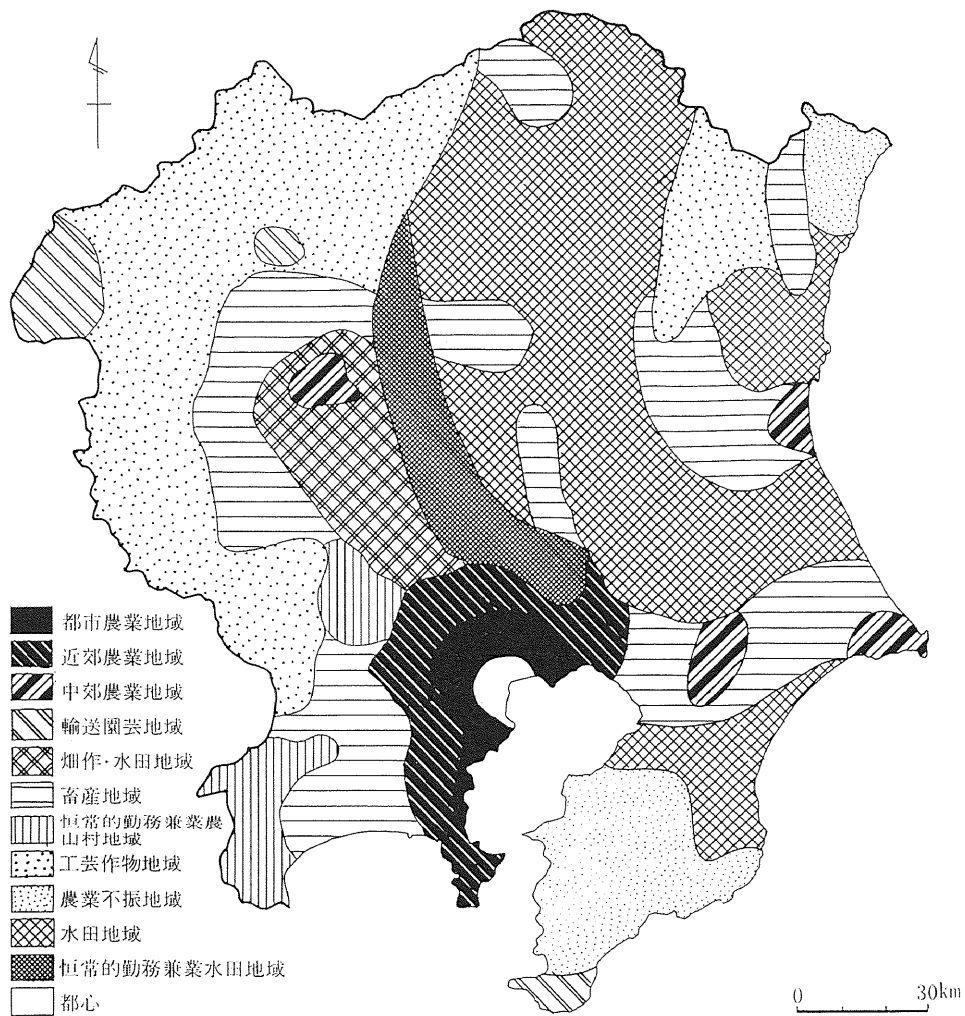 都市農業地域
近郊農業地域
中郊農業地域
輸送園芸地域
畑作・水田地域
畜産地域
恒常的勤務兼業農
山村地域
工芸作物地域
農業不振地域
水田地域
恒常的勤務兼業水田地域
都心
0 30km